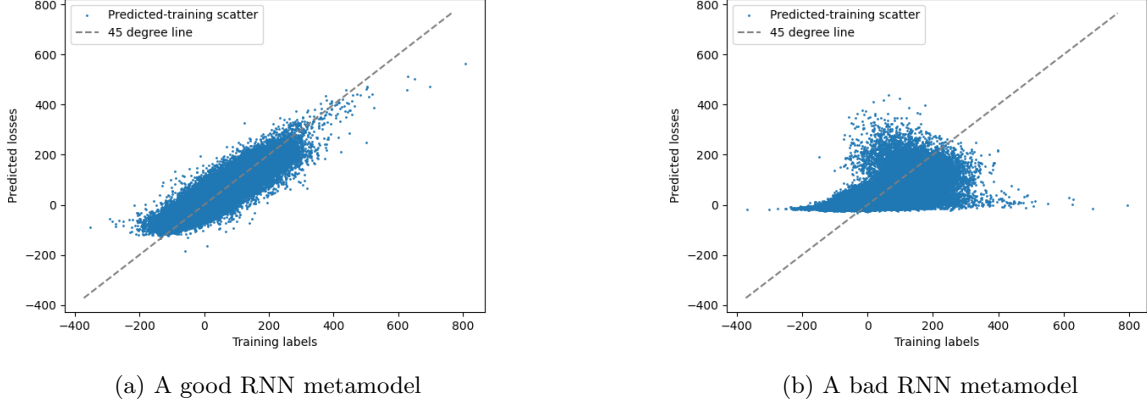 Predicted-training scatter
45 degree line
Predicted losses
800
600
400
200
0
−200
−400
−400
−200
0
200
400
600
800
Training labels
(a) A good RNN metamodel
Predicted-training scatter
45 degree line
Predicted losses
800
600
400
200
0
−200
−400
−400
−200
0
200
400
600
800
Training labels
(b) A bad RNN metamodel